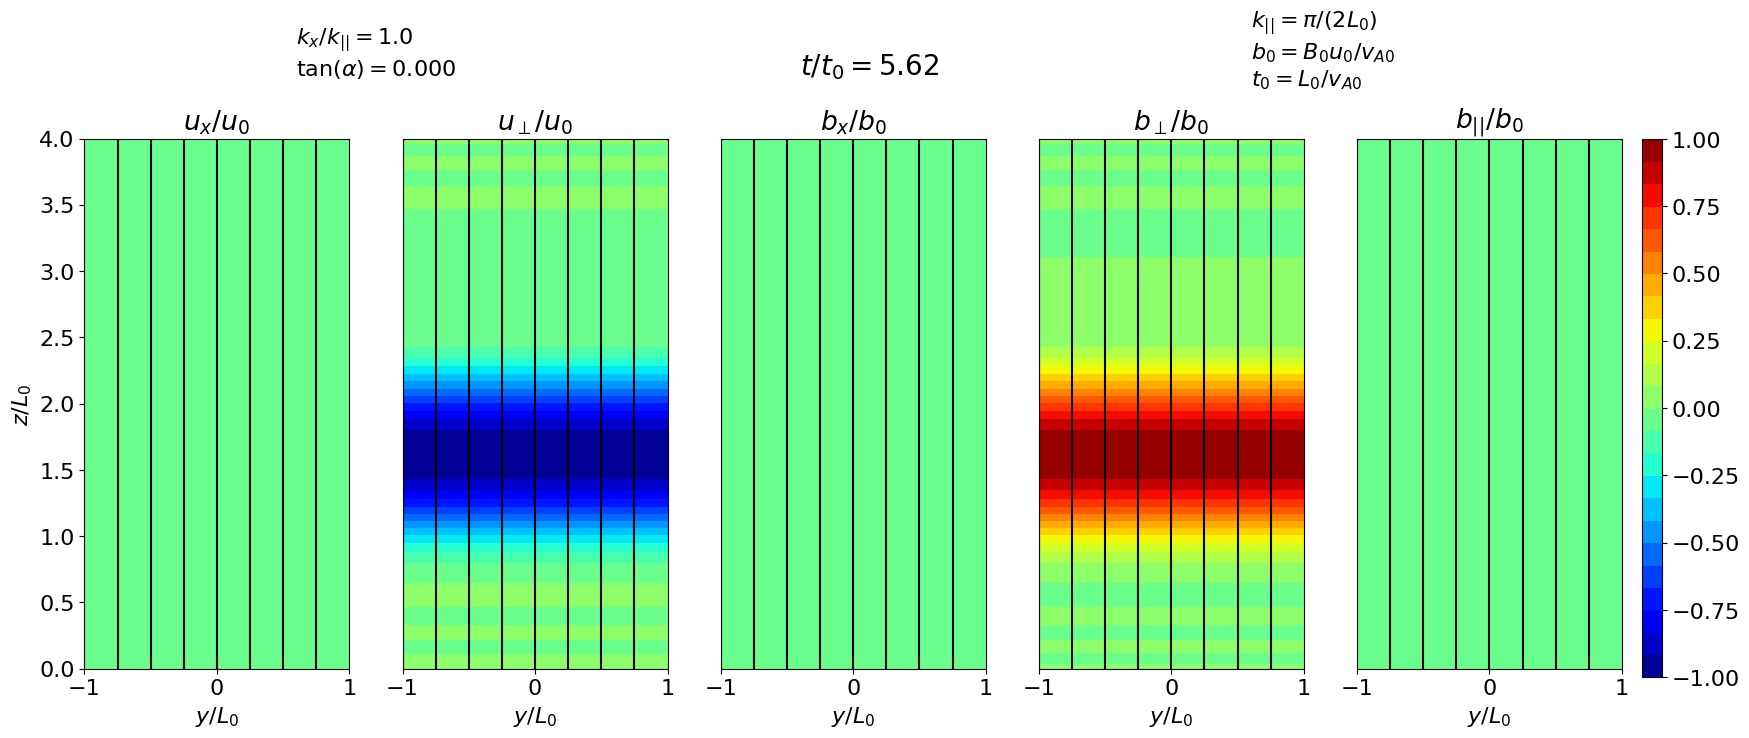 k_x/k_|| = 1.0
tan(α) = 0.000
t/t_0 = 5.62
k_|| = π/(2L_0)
b_0 = B_0u_0/v_{A0}
t_0 = L_0/v_{A0}
u_x/u_0
u_⊥/u_0
b_x/b_0
b_⊥/b_0
b_||/b_0
4.0
3.5
3.0
2.5
2.0
1.5
1.0
0.5
0.0
z/L_0
−1 0 1
−1 0 1
−1 0 1
−1 0 1
−1 0 1
y/L_0
y/L_0
y/L_0
y/L_0
y/L_0
1.00
0.75
0.50
0.25
0.00
−0.25
−0.50
−0.75
−1.00